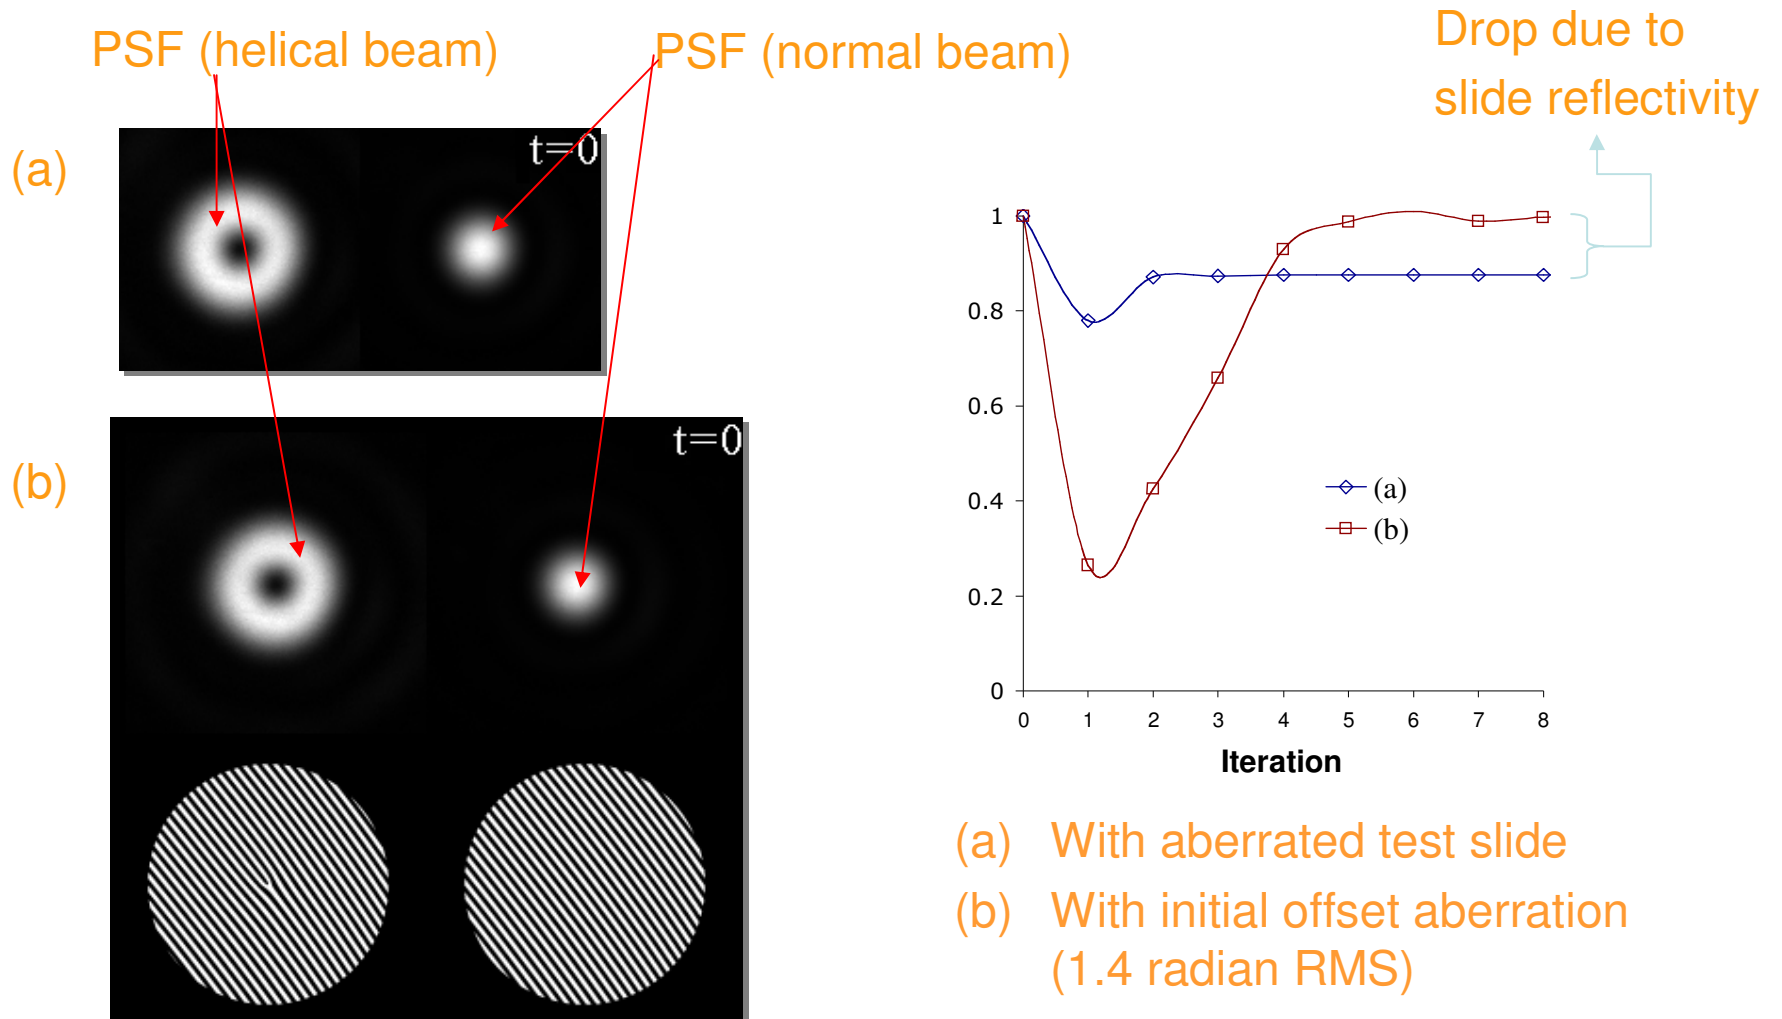 PSF (helical beam)
PSF (normal beam)
Drop due to
slide reflectivity
(a)
t=0
(b)
t=0
1
0.8
0.6
0.4
0.2
0
0 1 2 3 4 5 6 7 8
Iteration
(a)
(b)
(a) With aberrated test slide
(b) With initial offset aberration
(1.4 radian RMS)